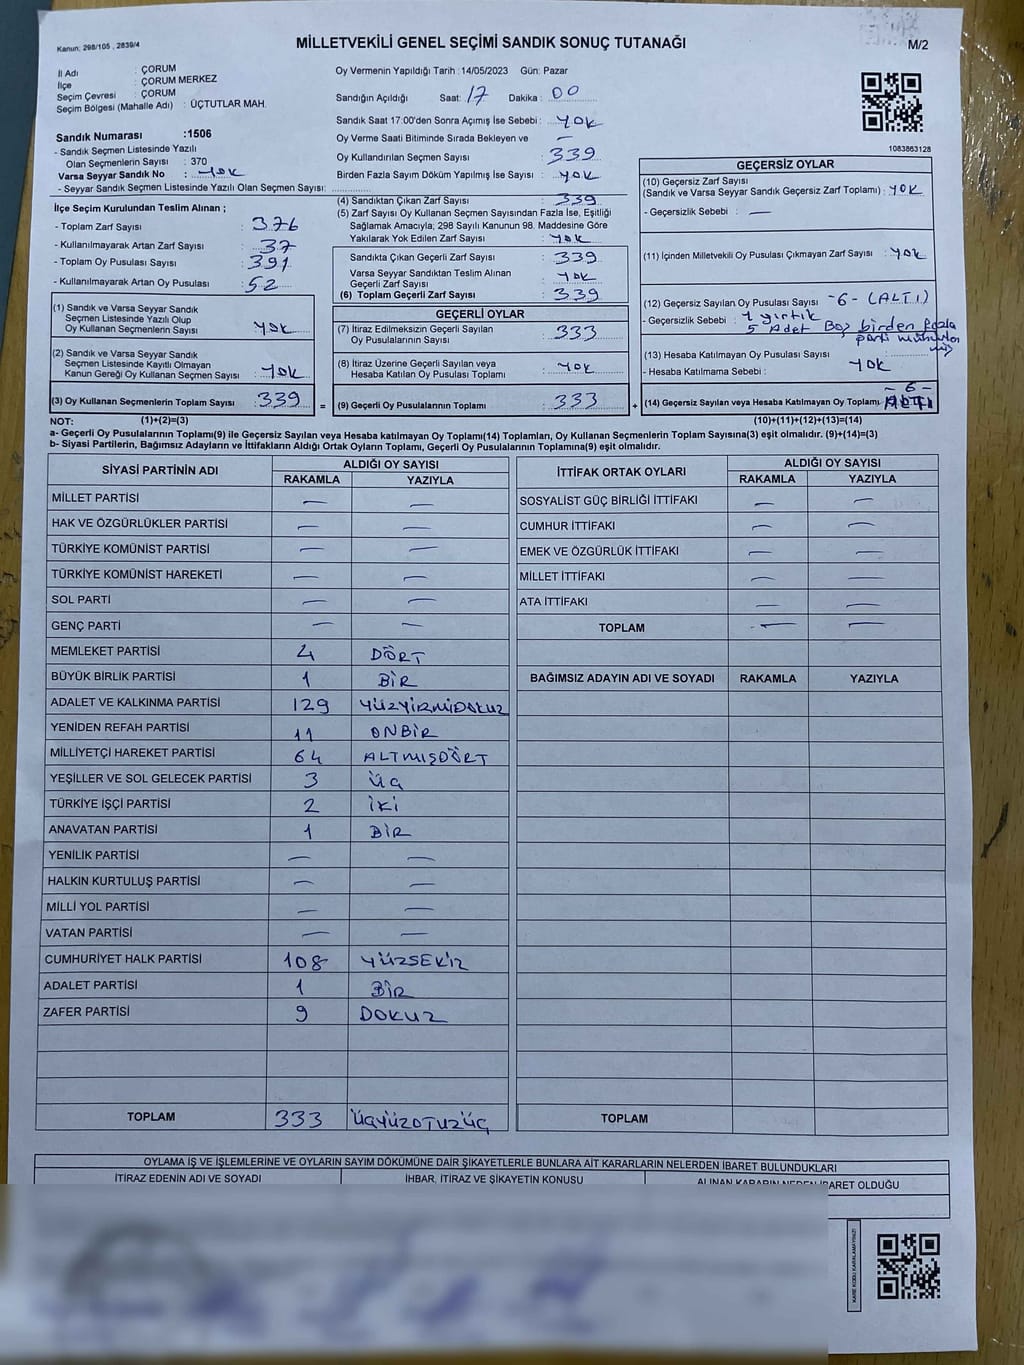 Kanun; 298/105 , 2839/4
MİLLETVEKİLİ GENEL SEÇİMİ SANDIK SONUÇ TUTANAĞI
M/2
İl Adı : ÇORUM
İlçe : ÇORUM MERKEZ
Seçim Çevresi : ÇORUM
Seçim Bölgesi (Mahalle Adı) : ÜÇTUTLAR MAH.
Sandık Numarası :1506
- Sandık Seçmen Listesinde Yazılı
Olan Seçmenlerin Sayısı : 370
Varsa Seyyar Sandık No : YOK
- Seyyar Sandık Seçmen Listesinde Yazılı Olan Seçmen Sayısı:
Oy Vermenin Yapıldığı Tarih :14/05/2023 Gün: Pazar
Sandığın Açıldığı Saat: 17 Dakika : 00
Sandık Saat 17:00'den Sonra Açımış İse Sebebi : YOK
Oy Verme Saati Bitiminde Sırada Bekleyen ve —
Oy Kullandırılan Seçmen Sayısı : 339
Birden Fazla Sayım Döküm Yapılmış İse Sayısı : YOK
1083863128
İlçe Seçim Kurulundan Teslim Alınan ;
- Toplam Zarf Sayısı : 376
- Kullanılmayarak Artan Zarf Sayısı : 37
- Toplam Oy Pusulası Sayısı : 391
- Kullanılmayarak Artan Oy Pusulası : 52
(4) Sandıktan Çıkan Zarf Sayısı : 339
(5) Zarf Sayısı Oy Kullanan Seçmen Sayısından Fazla İse, Eşitliği
Sağlamak Amacıyla; 298 Sayılı Kanunun 98. Maddesine Göre
Yakılarak Yok Edilen Zarf Sayısı : YOK
Sandıkta Çıkan Geçerli Zarf Sayısı : 339
Varsa Seyyar Sandıktan Teslim Alınan
Geçerli Zarf Sayısı : YOK
(6) Toplam Geçerli Zarf Sayısı : 339
GEÇERSİZ OYLAR
(10) Geçersiz Zarf Sayısı
(Sandık ve Varsa Seyyar Sandık Geçersiz Zarf Toplamı) : YOK
- Geçersizlik Sebebi : —
(11) İçinden Milletvekili Oy Pusulası Çıkmayan Zarf Sayısı : YOK
(12) Geçersiz Sayılan Oy Pusulası Sayısı -6- (ALTI)
- Geçersizlik Sebebi : 1 yırtık
5 Adet Boş birden fazla
(13) Hesaba Katılmayan Oy Pusulası Sayısı :
- Hesaba Katılmama Sebebi : YOK
(1) Sandık ve Varsa Seyyar Sandık
Seçmen Listesinde Yazılı Olup
Oy Kullanan Seçmenlerin Sayısı : YOK
(2) Sandık ve Varsa Seyyar Sandık
Seçmen Listesinde Kayıtlı Olmayan
Kanun Gereği Oy Kullanan Seçmen Sayısı : YOK
GEÇERLİ OYLAR
(7) İtiraz Edilmeksizin Geçerli Sayılan
Oy Pusulalarının Sayısı : 333
(8) İtiraz Üzerine Geçerli Sayılan veya
Hesaba Katılan Oy Pusulası Toplamı : YOK
(3) Oy Kullanan Seçmenlerin Toplam Sayısı : 339 = (9) Geçerli Oy Pusulalarının Toplamı : 333 + (14) Geçersiz Sayılan veya Hesaba Katılmayan Oy Toplamı - 6 -
NOT: (1)+(2)=(3) (10)+(11)+(12)+(13)=(14)
a- Geçerli Oy Pusulalarının Toplamı(9) ile Geçersiz Sayılan veya Hesaba katılmayan Oy Toplamı(14) Toplamları, Oy Kullanan Seçmenlerin Toplam Sayısına(3) eşit olmalıdır. (9)+(14)=(3)
b- Siyasi Partilerin, Bağımsız Adayların ve İttifakların Aldığı Ortak Oyların Toplamı, Geçerli Oy Pusulalarının Toplamına(9) eşit olmalıdır.
SİYASİ PARTİNİN ADI ALDIĞI OY SAYISI
RAKAMLA YAZIYLA
MİLLET PARTİSİ — —
HAK VE ÖZGÜRLÜKLER PARTİSİ — —
TÜRKİYE KOMÜNİST PARTİSİ — —
TÜRKİYE KOMÜNİST HAREKETİ — —
SOL PARTİ — —
GENÇ PARTİ — —
MEMLEKET PARTİSİ 4 DÖRT
BÜYÜK BİRLİK PARTİSİ 1 BİR
ADALET VE KALKINMA PARTİSİ 129 YÜZYİRMİDOKUZ
YENİDEN REFAH PARTİSİ 11 ONBİR
MİLLİYETÇİ HAREKET PARTİSİ 64 ALTMIŞDÖRT
YEŞİLLER VE SOL GELECEK PARTİSİ 3 ÜÇ
TÜRKİYE İŞÇİ PARTİSİ 2 İKİ
ANAVATAN PARTİSİ 1 BİR
YENİLİK PARTİSİ — —
HALKIN KURTULUŞ PARTİSİ — —
MİLLİ YOL PARTİSİ — —
VATAN PARTİSİ — —
CUMHURİYET HALK PARTİSİ 108 YÜZSEKİZ
ADALET PARTİSİ 1 BİR
ZAFER PARTİSİ 9 DOKUZ
TOPLAM 333 ÜÇYÜZOTUZÜÇ
İTTİFAK ORTAK OYLARI ALDIĞI OY SAYISI
RAKAMLA YAZIYLA
SOSYALİST GÜÇ BİRLİĞİ İTTİFAKI — —
CUMHUR İTTİFAKI — —
EMEK VE ÖZGÜRLÜK İTTİFAKI — —
MİLLET İTTİFAKI — —
ATA İTTİFAKI — —
TOPLAM — —
BAĞIMSIZ ADAYIN ADI VE SOYADI RAKAMLA YAZIYLA
TOPLAM
OYLAMA İŞ VE İŞLEMLERİNE VE OYLARIN SAYIM DÖKÜMÜNE DAİR ŞİKAYETLERLE BUNLARA AİT KARARLARIN NELERDEN İBARET BULUNDUKLARI
İTİRAZ EDENİN ADI VE SOYADI İHBAR, İTİRAZ VE ŞİKAYETİN KONUSU ALINAN KARARIN NEDEN İBARET OLDUĞU
KARE KODU KARALAMAYINIZ!